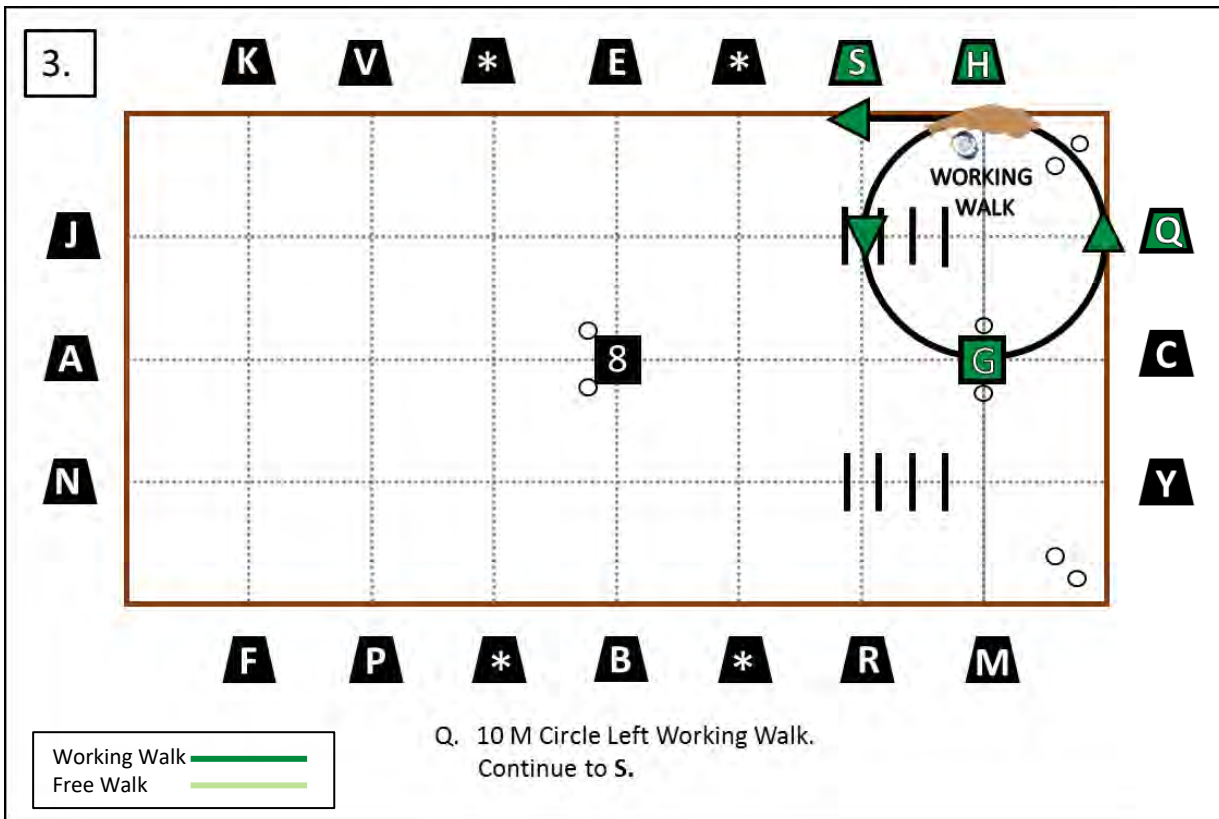 3.
K V * E * S H
WORKING
WALK
J Q
A 8 G C
N Y
F P * B * R M
Q. 10 M Circle Left Working Walk.
Continue to S.
Working Walk
Free Walk